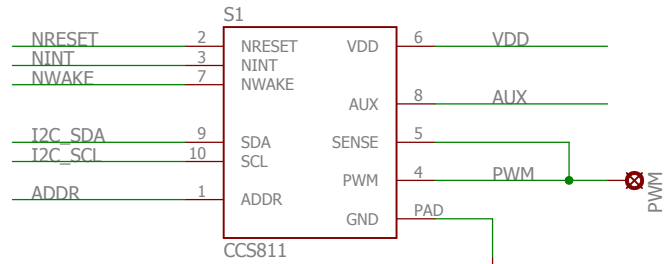 S1
NRESET 2 NRESET VDD 6 VDD
NINT 3 NINT
NWAKE 7 NWAKE
AUX 8 AUX
I2C_SDA 9 SDA SENSE 5
I2C_SCL 10 SCL
PWM 4 PWM PWM
ADDR 1 ADDR
GND PAD
CCS811